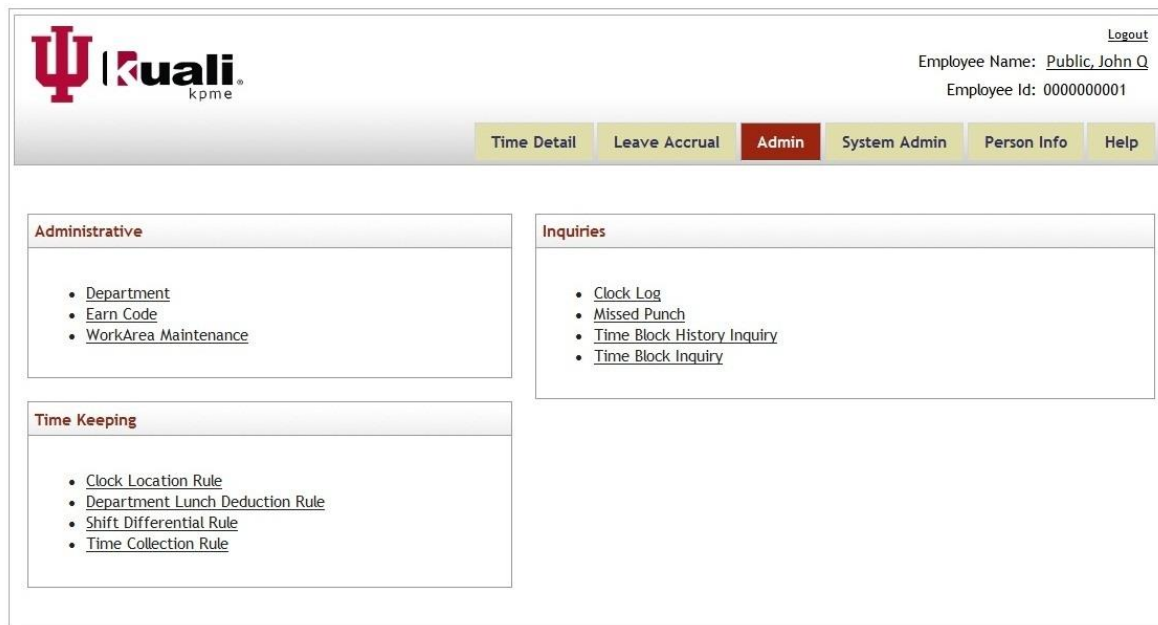 Logout
kuali.
kpme
Employee Name: Public, John Q
Employee Id: 0000000001
Time Detail Leave Accrual Admin System Admin Person Info Help
Administrative
Department
Earn Code
WorkArea Maintenance
Inquiries
Clock Log
Missed Punch
Time Block History Inquiry
Time Block Inquiry
Time Keeping
Clock Location Rule
Department Lunch Deduction Rule
Shift Differential Rule
Time Collection Rule